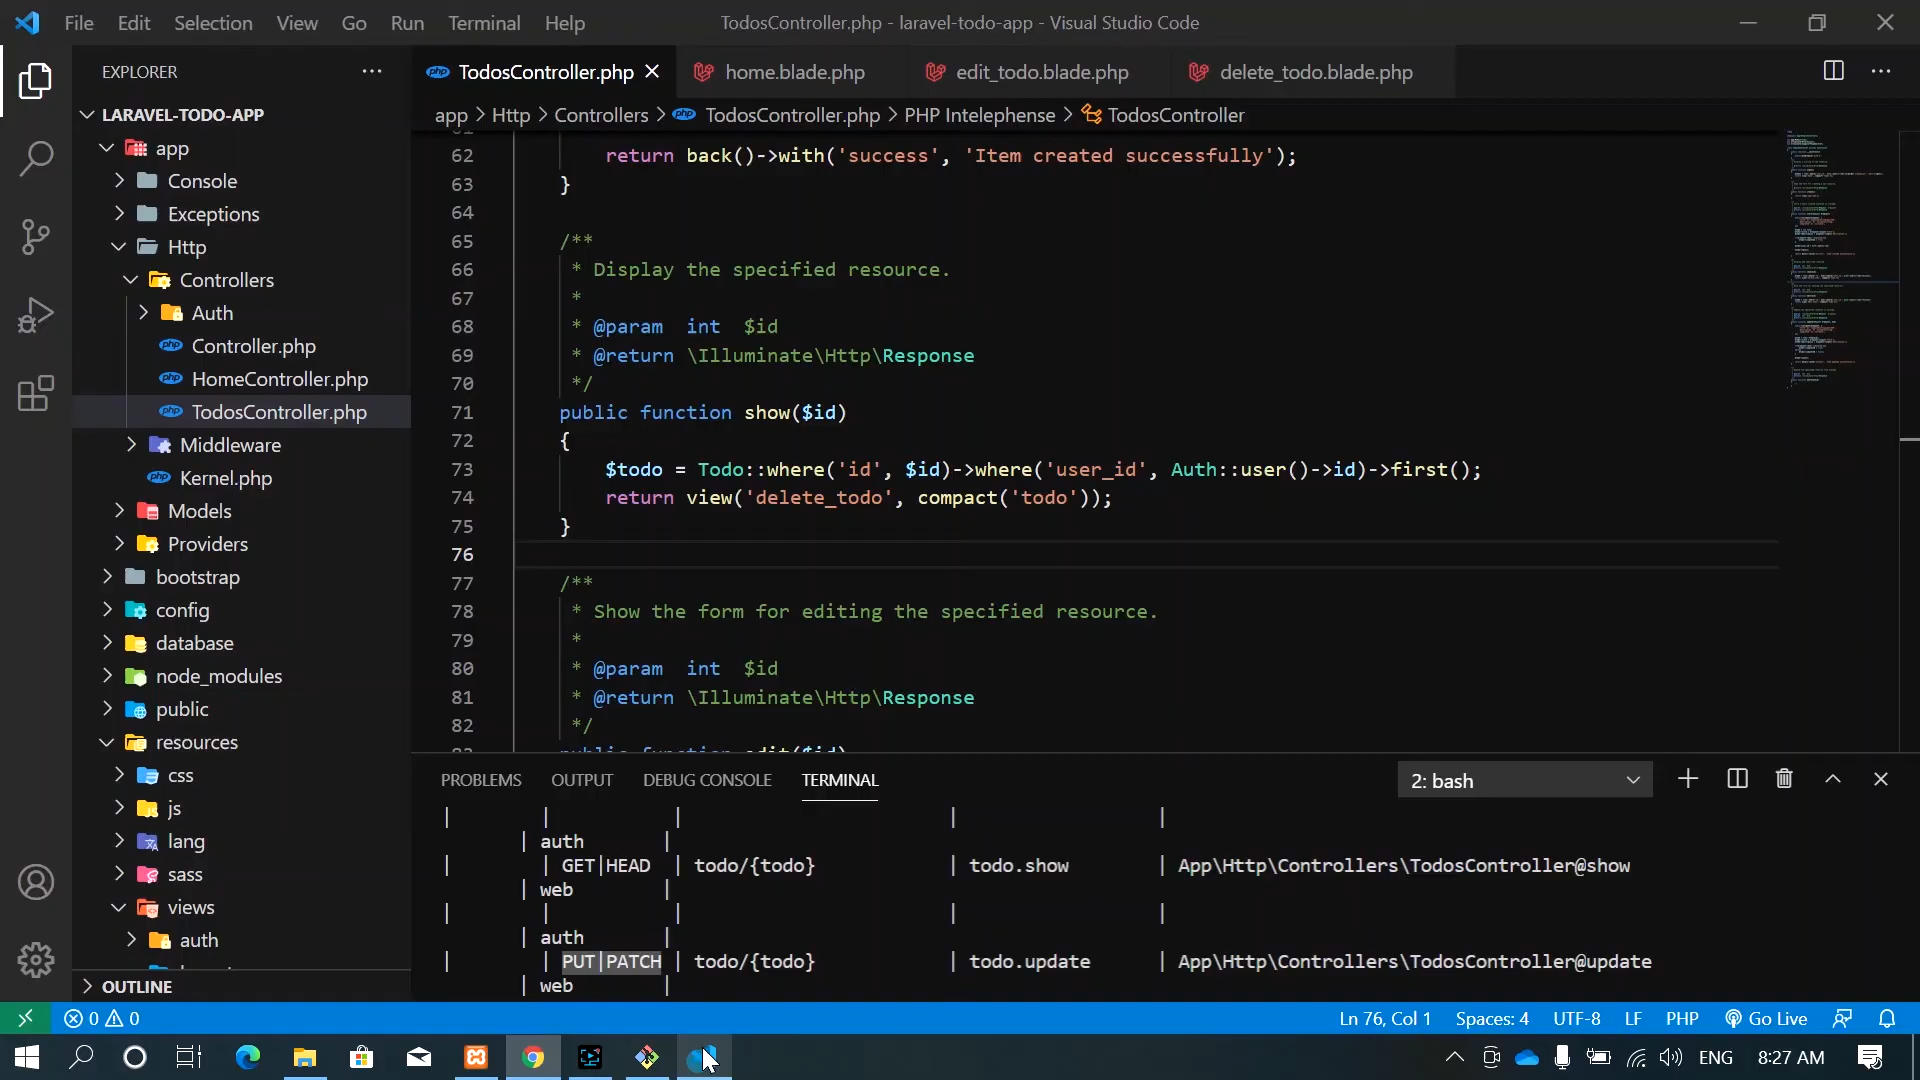 File Edit Selection View Go Run Terminal Help
TodosController.php - laravel-todo-app - Visual Studio Code
EXPLORER
LARAVEL-TODO-APP
app
Console
Exceptions
Http
Controllers
Auth
Controller.php
HomeController.php
TodosController.php
Middleware
Kernel.php
Models
Providers
bootstrap
config
database
node_modules
public
resources
css
js
lang
sass
views
auth
OUTLINE
TodosController.php home.blade.php edit_todo.blade.php delete_todo.blade.php
app > Http > Controllers > TodosController.php > PHP Intelephense > TodosController
62 return back()->with('success', 'Item created successfully');
63 }
64
65 /**
66 * Display the specified resource.
67 *
68 * @param int $id
69 * @return \Illuminate\Http\Response
70 */
71 public function show($id)
72 {
73 $todo = Todo::where('id', $id)->where('user_id', Auth::user()->id)->first();
74 return view('delete_todo', compact('todo'));
75 }
76
77 /**
78 * Show the form for editing the specified resource.
79 *
80 * @param int $id
81 * @return \Illuminate\Http\Response
82 */
public function edit($id)
PROBLEMS OUTPUT DEBUG CONSOLE TERMINAL
2: bash
| | | | |
| auth |
| | GET|HEAD | todo/{todo} | todo.show | App\Http\Controllers\TodosController@show
| web |
| | | | |
| auth |
| | PUT|PATCH | todo/{todo} | todo.update | App\Http\Controllers\TodosController@update
| web |
0 0
Ln 76, Col 1 Spaces: 4 UTF-8 LF PHP Go Live
ENG 8:27 AM